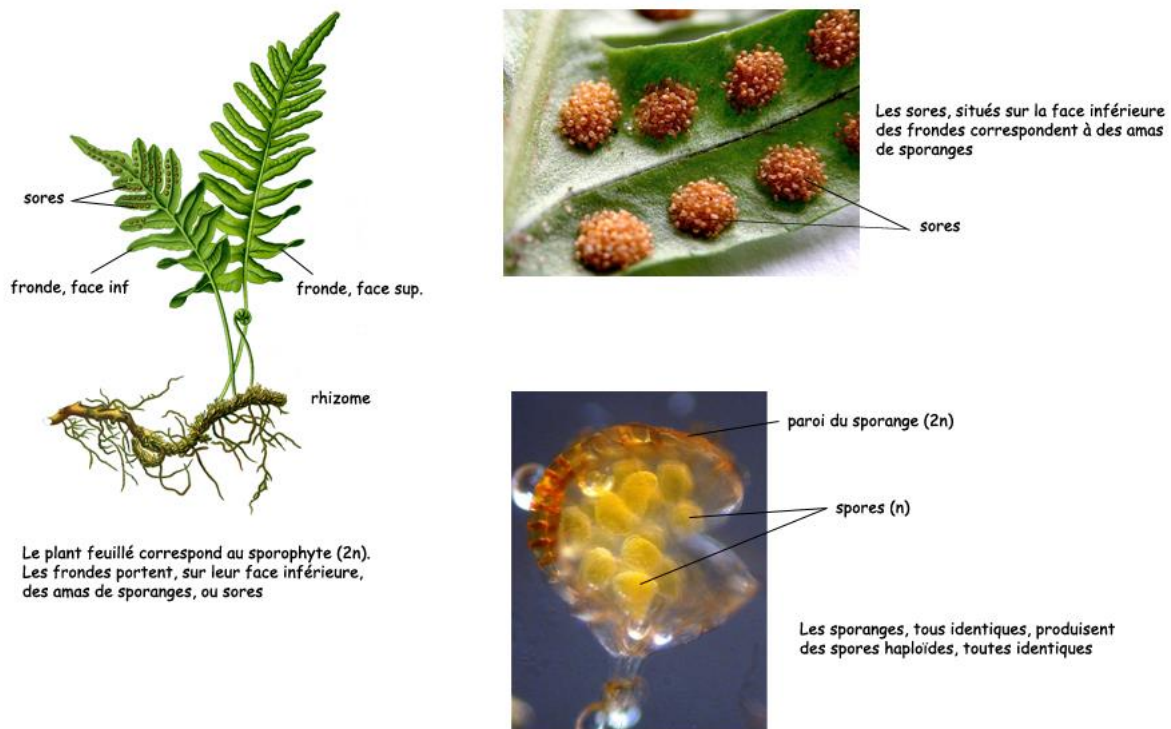 sores
fronde, face inf
fronde, face sup.
rhizome
Le plant feuillé correspond au sporophyte (2n).
Les frondes portent, sur leur face inférieure,
des amas de sporanges, ou sores
Les sores, situés sur la face inférieure
des frondes correspondent à des amas
de sporanges
sores
paroi du sporange (2n)
spores (n)
Les sporanges, tous identiques, produisent
des spores haploïdes, toutes identiques